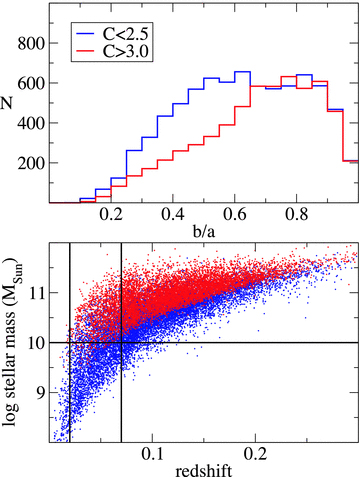 800
600
400
200
N
C<2.5
C>3.0
0.2 0.4 0.6 0.8
b/a
11
10
9
log stellar mass (M_Sun)
0.1 0.2
redshift